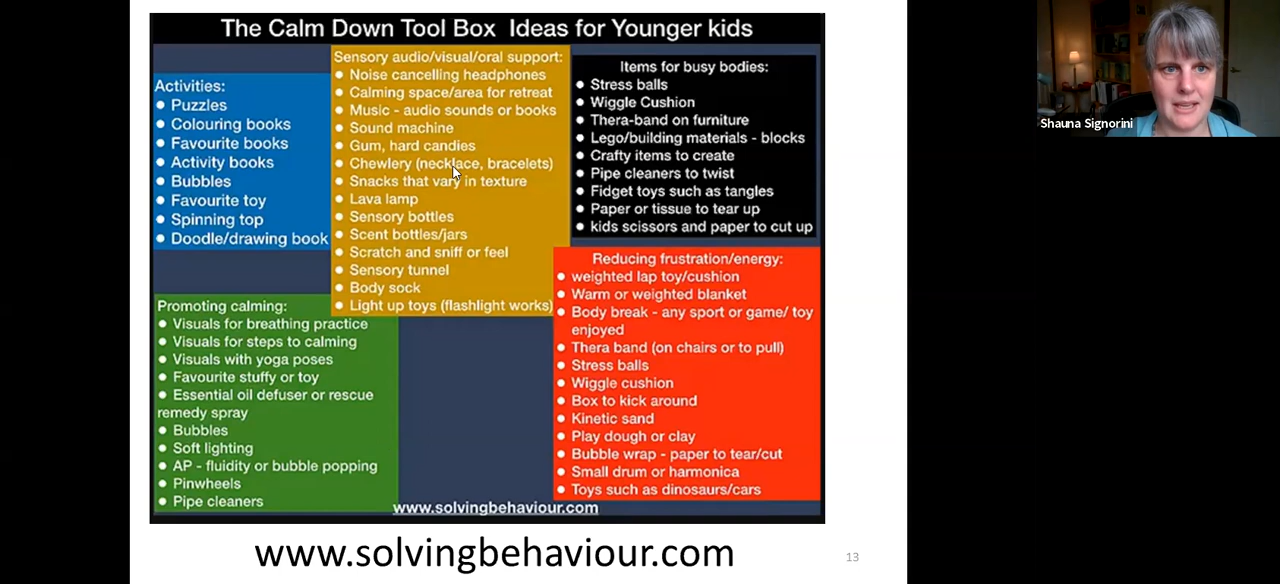 The Calm Down Tool Box Ideas for Younger kids
Activities:
Puzzles
Colouring books
Favourite books
Activity books
Bubbles
Favourite toy
Spinning top
Doodle/drawing book
Sensory audio/visual/oral support:
Noise cancelling headphones
Calming space/area for retreat
Music - audio sounds or books
Sound machine
Gum, hard candies
Chewlery (necklace, bracelets)
Snacks that vary in texture
Lava lamp
Sensory bottles
Scent bottles/jars
Scratch and sniff or feel
Sensory tunnel
Body sock
Light up toys (flashlight works)
Items for busy bodies:
Stress balls
Wiggle Cushion
Thera-band on furniture
Lego/building materials - blocks
Crafty items to create
Pipe cleaners to twist
Fidget toys such as tangles
Paper or tissue to tear up
kids scissors and paper to cut up
Promoting calming:
Visuals for breathing practice
Visuals for steps to calming
Visuals with yoga poses
Favourite stuffy or toy
Essential oil defuser or rescue
remedy spray
Bubbles
Soft lighting
AP - fluidity or bubble popping
Pinwheels
Pipe cleaners
Reducing frustration/energy:
weighted lap toy/cushion
Warm or weighted blanket
Body break - any sport or game/ toy
enjoyed
Thera band (on chairs or to pull)
Stress balls
Wiggle cushion
Box to kick around
Kinetic sand
Play dough or clay
Bubble wrap - paper to tear/cut
Small drum or harmonica
Toys such as dinosaurs/cars
www.solvingbehaviour.com
www.solvingbehaviour.com
13
Shauna Signorini